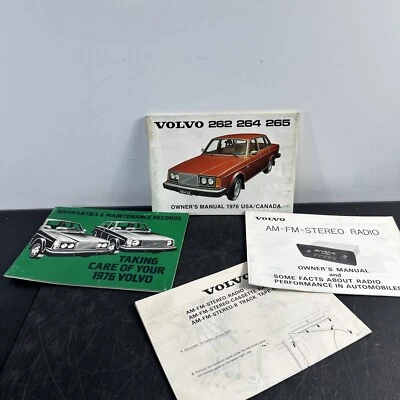 VOLVO 262 264 265
OWNER'S MANUAL 1976 USA/CANADA
WARRANTIES & MAINTENANCE RECORDS
TAKING
CARE OF YOUR
1976 VOLVO
VOLVO
AM-FM-STEREO RADIO
OWNER'S MANUAL
and
SOME FACTS ABOUT RADIO
PERFORMANCE IN AUTOMOBILES
VOLVO
AM-FM-STEREO RADIO
AM-FM-STEREO-CASSETTE
AM-FM-STEREO-8 TRACK TAPE